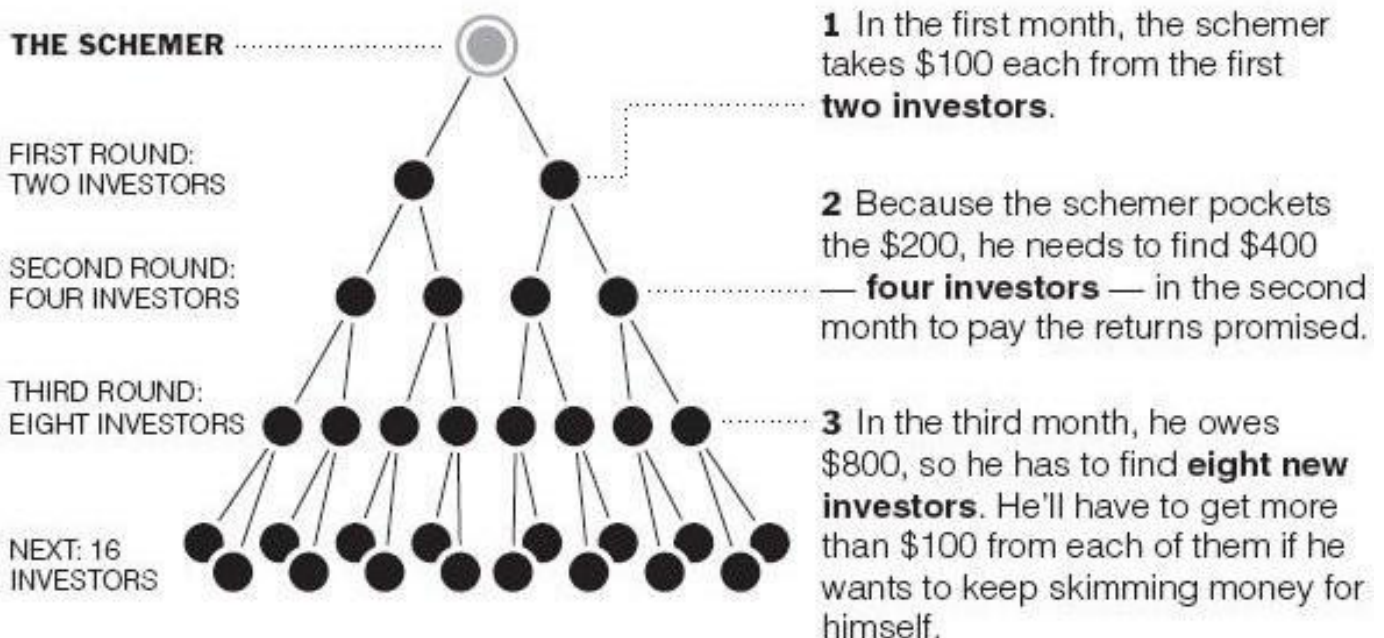 THE SCHEMER
FIRST ROUND:
TWO INVESTORS
SECOND ROUND:
FOUR INVESTORS
THIRD ROUND:
EIGHT INVESTORS
NEXT: 16
INVESTORS
1 In the first month, the schemer
takes $100 each from the first
two investors.
2 Because the schemer pockets
the $200, he needs to find $400
— four investors — in the second
month to pay the returns promised.
3 In the third month, he owes
$800, so he has to find eight new
investors. He'll have to get more
than $100 from each of them if he
wants to keep skimming money for
himself.